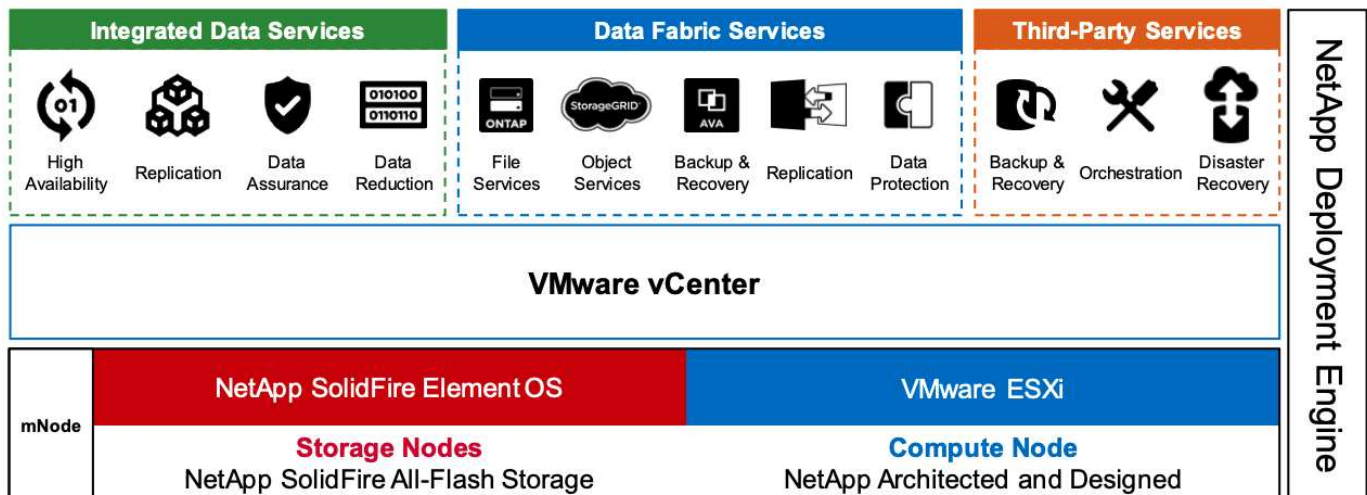 Integrated Data Services
01
High
Availability
Replication
Data
Assurance
010100
0110110
Data
Reduction
Data Fabric Services
ONTAP
File
Services
StorageGRID
Object
Services
AVA
Backup &
Recovery
Replication
Data
Protection
Third-Party Services
Backup &
Recovery
Orchestration
Disaster
Recovery
VMware vCenter
mNode
NetApp SolidFire Element OS
Storage Nodes
NetApp SolidFire All-Flash Storage
VMware ESXi
Compute Node
NetApp Architected and Designed
NetApp Deployment Engine